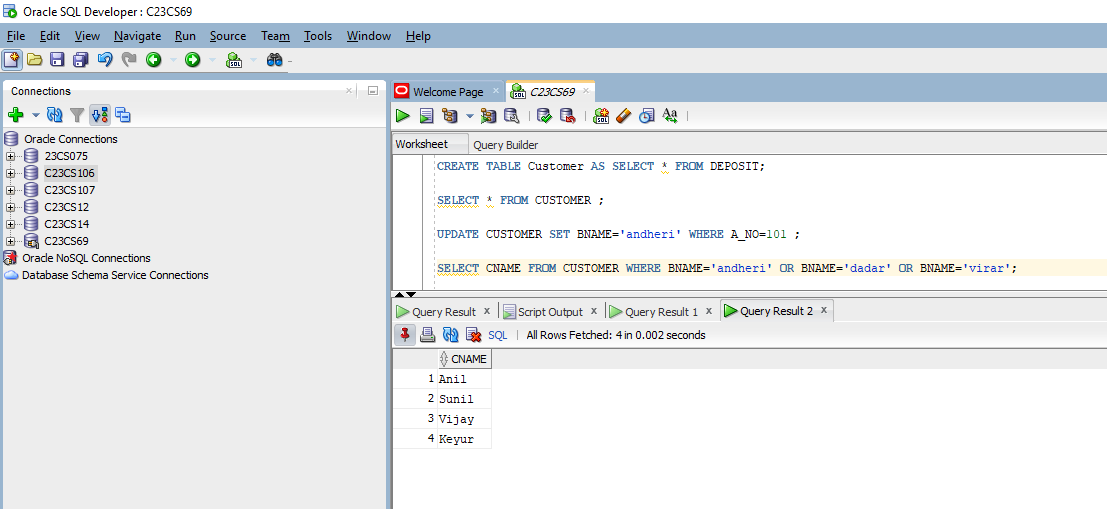 Oracle SQL Developer : C23CS69
File Edit View Navigate Run Source Team Tools Window Help
SQL
Connections
Oracle Connections
23CS075
C23CS106
C23CS107
C23CS12
C23CS14
C23CS69
Oracle NoSQL Connections
Database Schema Service Connections
Welcome Page C23CS69
Aa
Worksheet Query Builder
CREATE TABLE Customer AS SELECT * FROM DEPOSIT;
SELECT * FROM CUSTOMER ;
UPDATE CUSTOMER SET BNAME='andheri' WHERE A_NO=101 ;
SELECT CNAME FROM CUSTOMER WHERE BNAME='andheri' OR BNAME='dadar' OR BNAME='virar';
Query Result x Script Output x Query Result 1 x Query Result 2 x
SQL | All Rows Fetched: 4 in 0.002 seconds
CNAME
1 Anil
2 Sunil
3 Vijay
4 Keyur